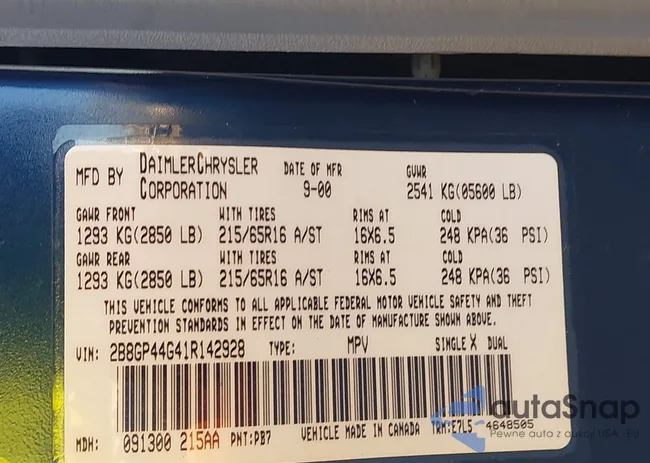 MFD BY DAIMLERCHRYSLER CORPORATION DATE OF MFR 9-00 GVWR 2541 KG(05600 LB)
GAWR FRONT WITH TIRES RIMS AT COLD
1293 KG(2850 LB) 215/65R16 A/ST 16X6.5 248 KPA(36 PSI)
GAWR REAR WITH TIRES RIMS AT COLD
1293 KG(2850 LB) 215/65R16 A/ST 16X6.5 248 KPA(36 PSI)
THIS VEHICLE CONFORMS TO ALL APPLICABLE FEDERAL MOTOR VEHICLE SAFETY AND THEFT
PREVENTION STANDARDS IN EFFECT ON THE DATE OF MANUFACTURE SHOWN ABOVE.
VIN: 2B8GP44G41R142928 TYPE: MPV SINGLE X DUAL
MDH: 091300 215AA PNT:PB7 VEHICLE MADE IN CANADA TRM:E7L5 4648505
autaSnap
Pewne auta z aukcji USA - EU